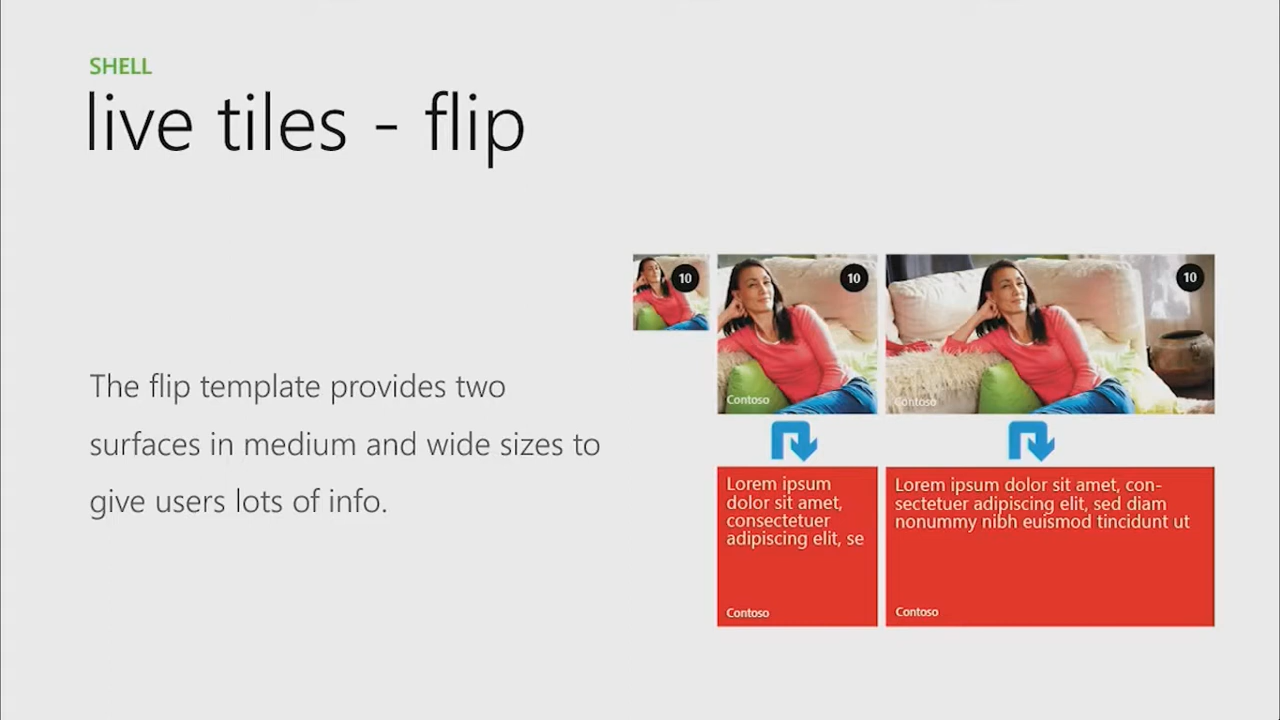 SHELL
live tiles - flip
The flip template provides two
surfaces in medium and wide sizes to
give users lots of info.
10
10
10
Contoso
Contoso
Lorem ipsum
dolor sit amet,
consectetuer
adipiscing elit, se
Contoso
Lorem ipsum dolor sit amet, con-
sectetuer adipiscing elit, sed diam
nonummy nibh euismod tincidunt ut
Contoso